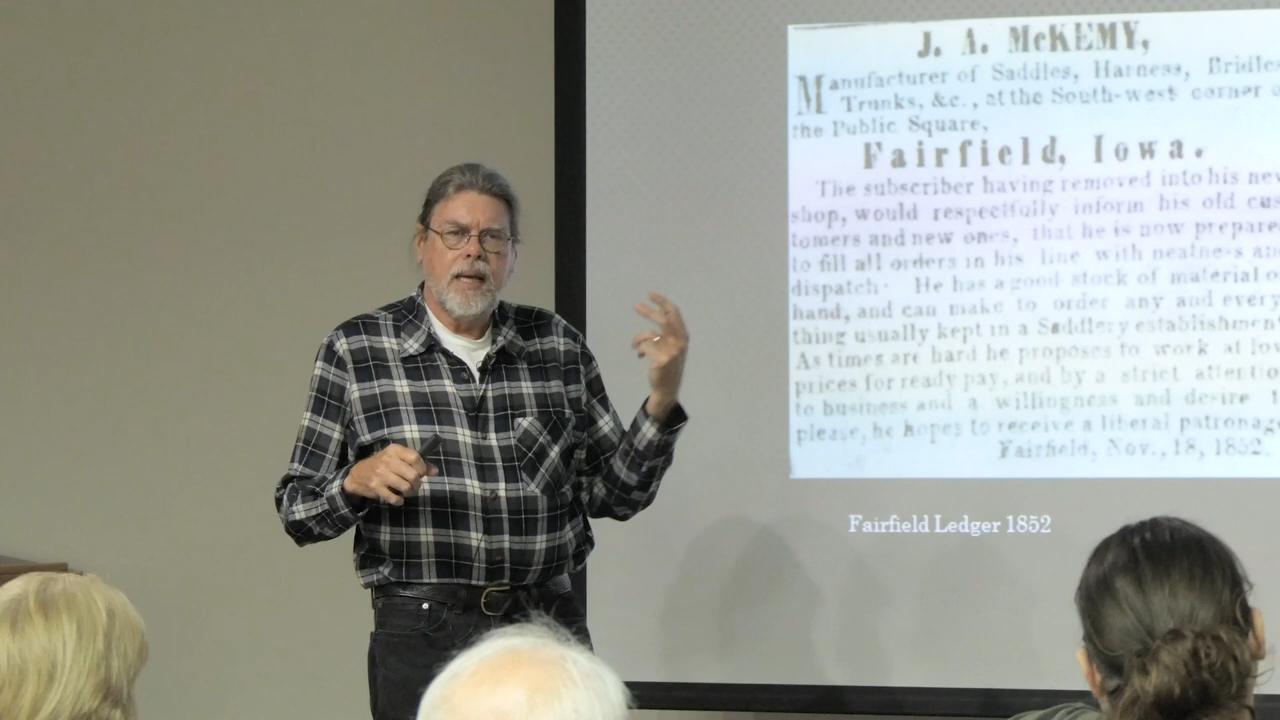 J. A. McKEMY,
Manufacturer of Saddles, Harness, Bridles
Trunks, &c., at the South-west corner o
the Public Square,
Fairfield, Iowa.
The subscriber having removed into his new
shop, would respectfully inform his old cus
tomers and new ones, that he is now prepare
to fill all orders in his line with neatness and
dispatch. He has a good stock of material o
hand, and can make to order any and every
thing usually kept in a Saddlery establishment
As times are hard he proposes to work at low
prices for ready pay, and by a strict attentio
to business and a willingness and desire t
please, he hopes to receive a liberal patronage
Fairfield, Nov., 18, 1852.
Fairfield Ledger 1852